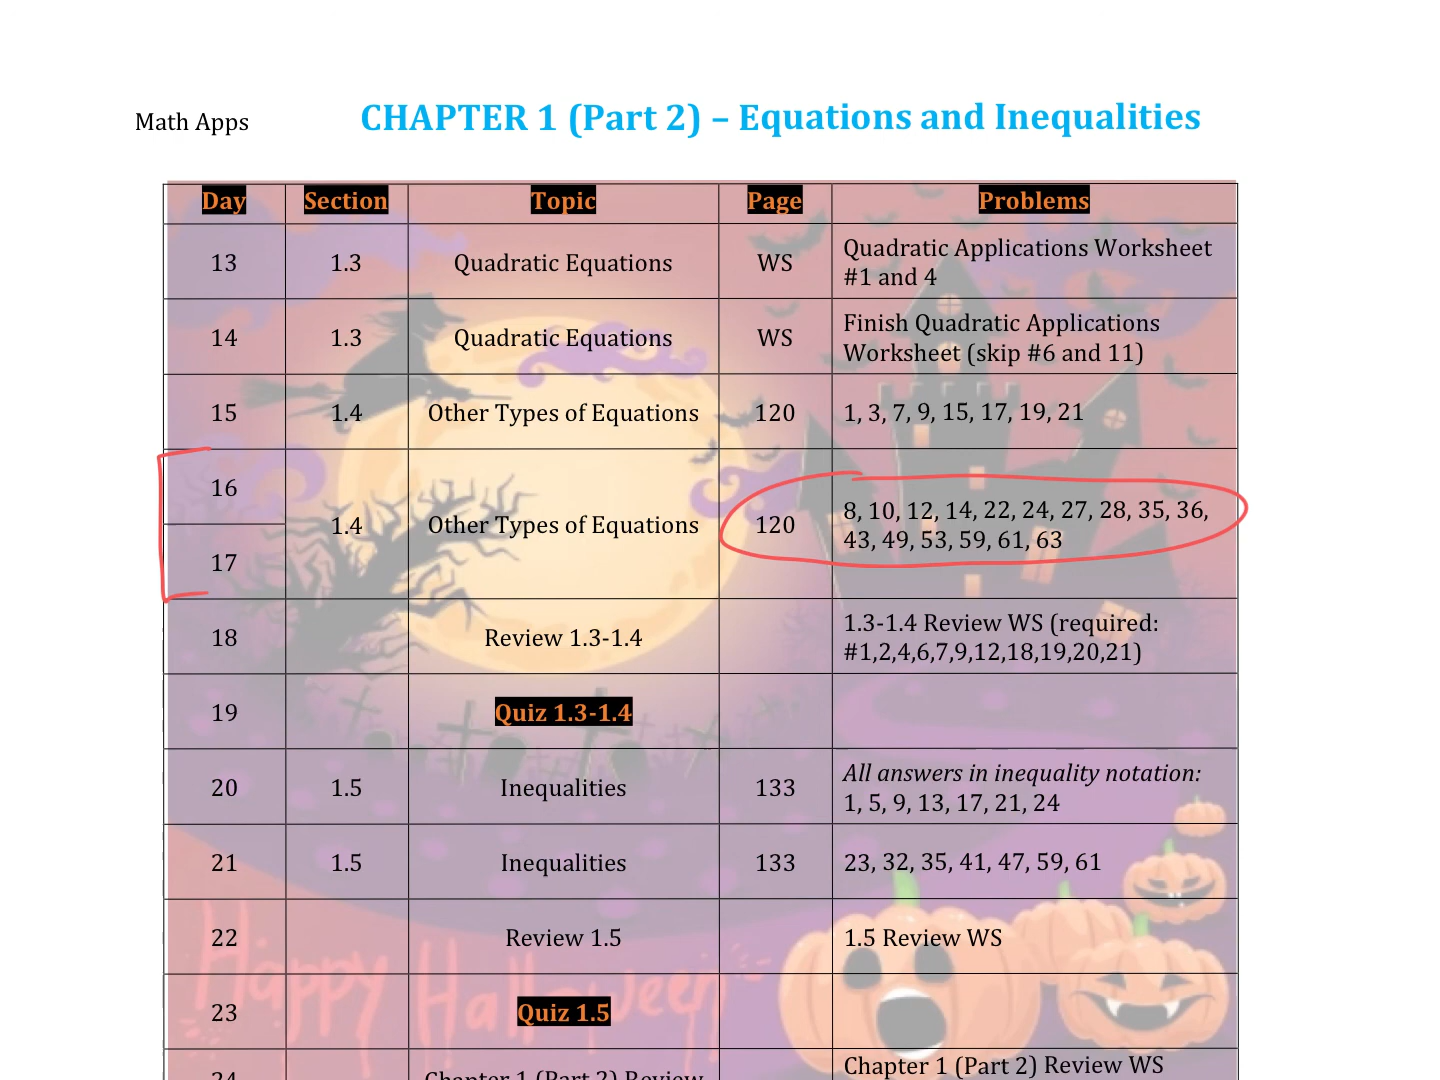 Math Apps
CHAPTER 1 (Part 2) – Equations and Inequalities
Day Section Topic Page Problems
13 1.3 Quadratic Equations WS Quadratic Applications Worksheet
#1 and 4
14 1.3 Quadratic Equations WS Finish Quadratic Applications
Worksheet (skip #6 and 11)
15 1.4 Other Types of Equations 120 1, 3, 7, 9, 15, 17, 19, 21
16
1.4 Other Types of Equations 120 8, 10, 12, 14, 22, 24, 27, 28, 35, 36,
43, 49, 53, 59, 61, 63
17
18 Review 1.3-1.4 1.3-1.4 Review WS (required:
#1,2,4,6,7,9,12,18,19,20,21)
19 Quiz 1.3-1.4
20 1.5 Inequalities 133 All answers in inequality notation:
1, 5, 9, 13, 17, 21, 24
21 1.5 Inequalities 133 23, 32, 35, 41, 47, 59, 61
22 Review 1.5 1.5 Review WS
Happy Halloween
23 Quiz 1.5
24 Chapter 1 (Part 2) Review Chapter 1 (Part 2) Review WS